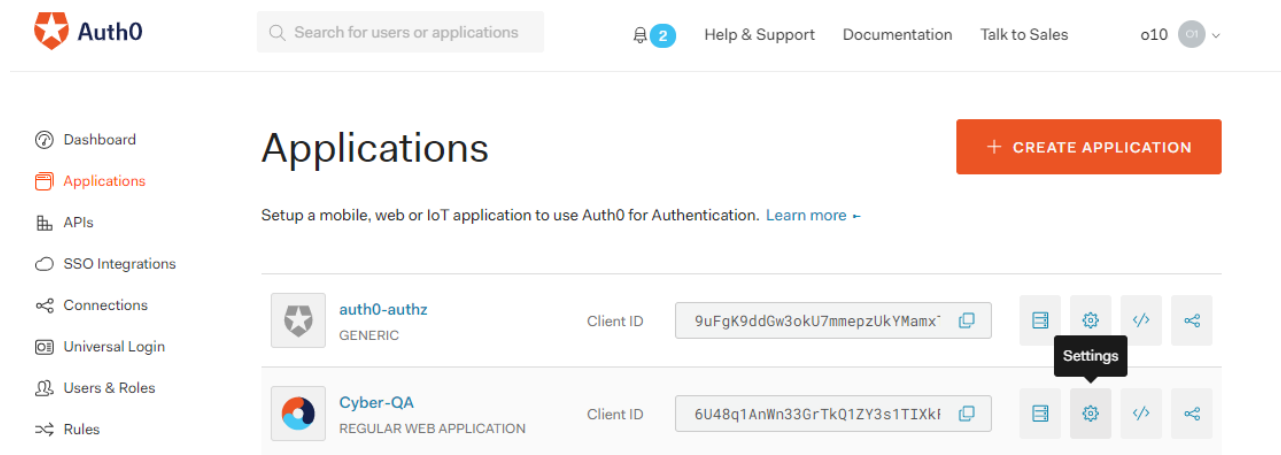 Auth0
Search for users or applications
2
Help & Support
Documentation
Talk to Sales
o10
O1
Dashboard
Applications
APIs
SSO Integrations
Connections
Universal Login
Users & Roles
Rules
Applications
+ CREATE APPLICATION
Setup a mobile, web or IoT application to use Auth0 for Authentication. Learn more
auth0-authz
GENERIC
Client ID
9uFgK9ddGw3okU7mmepzUkYMamx
Settings
Cyber-QA
REGULAR WEB APPLICATION
Client ID
6U48q1AnWn33GrTkQ1ZY3s1TIXk